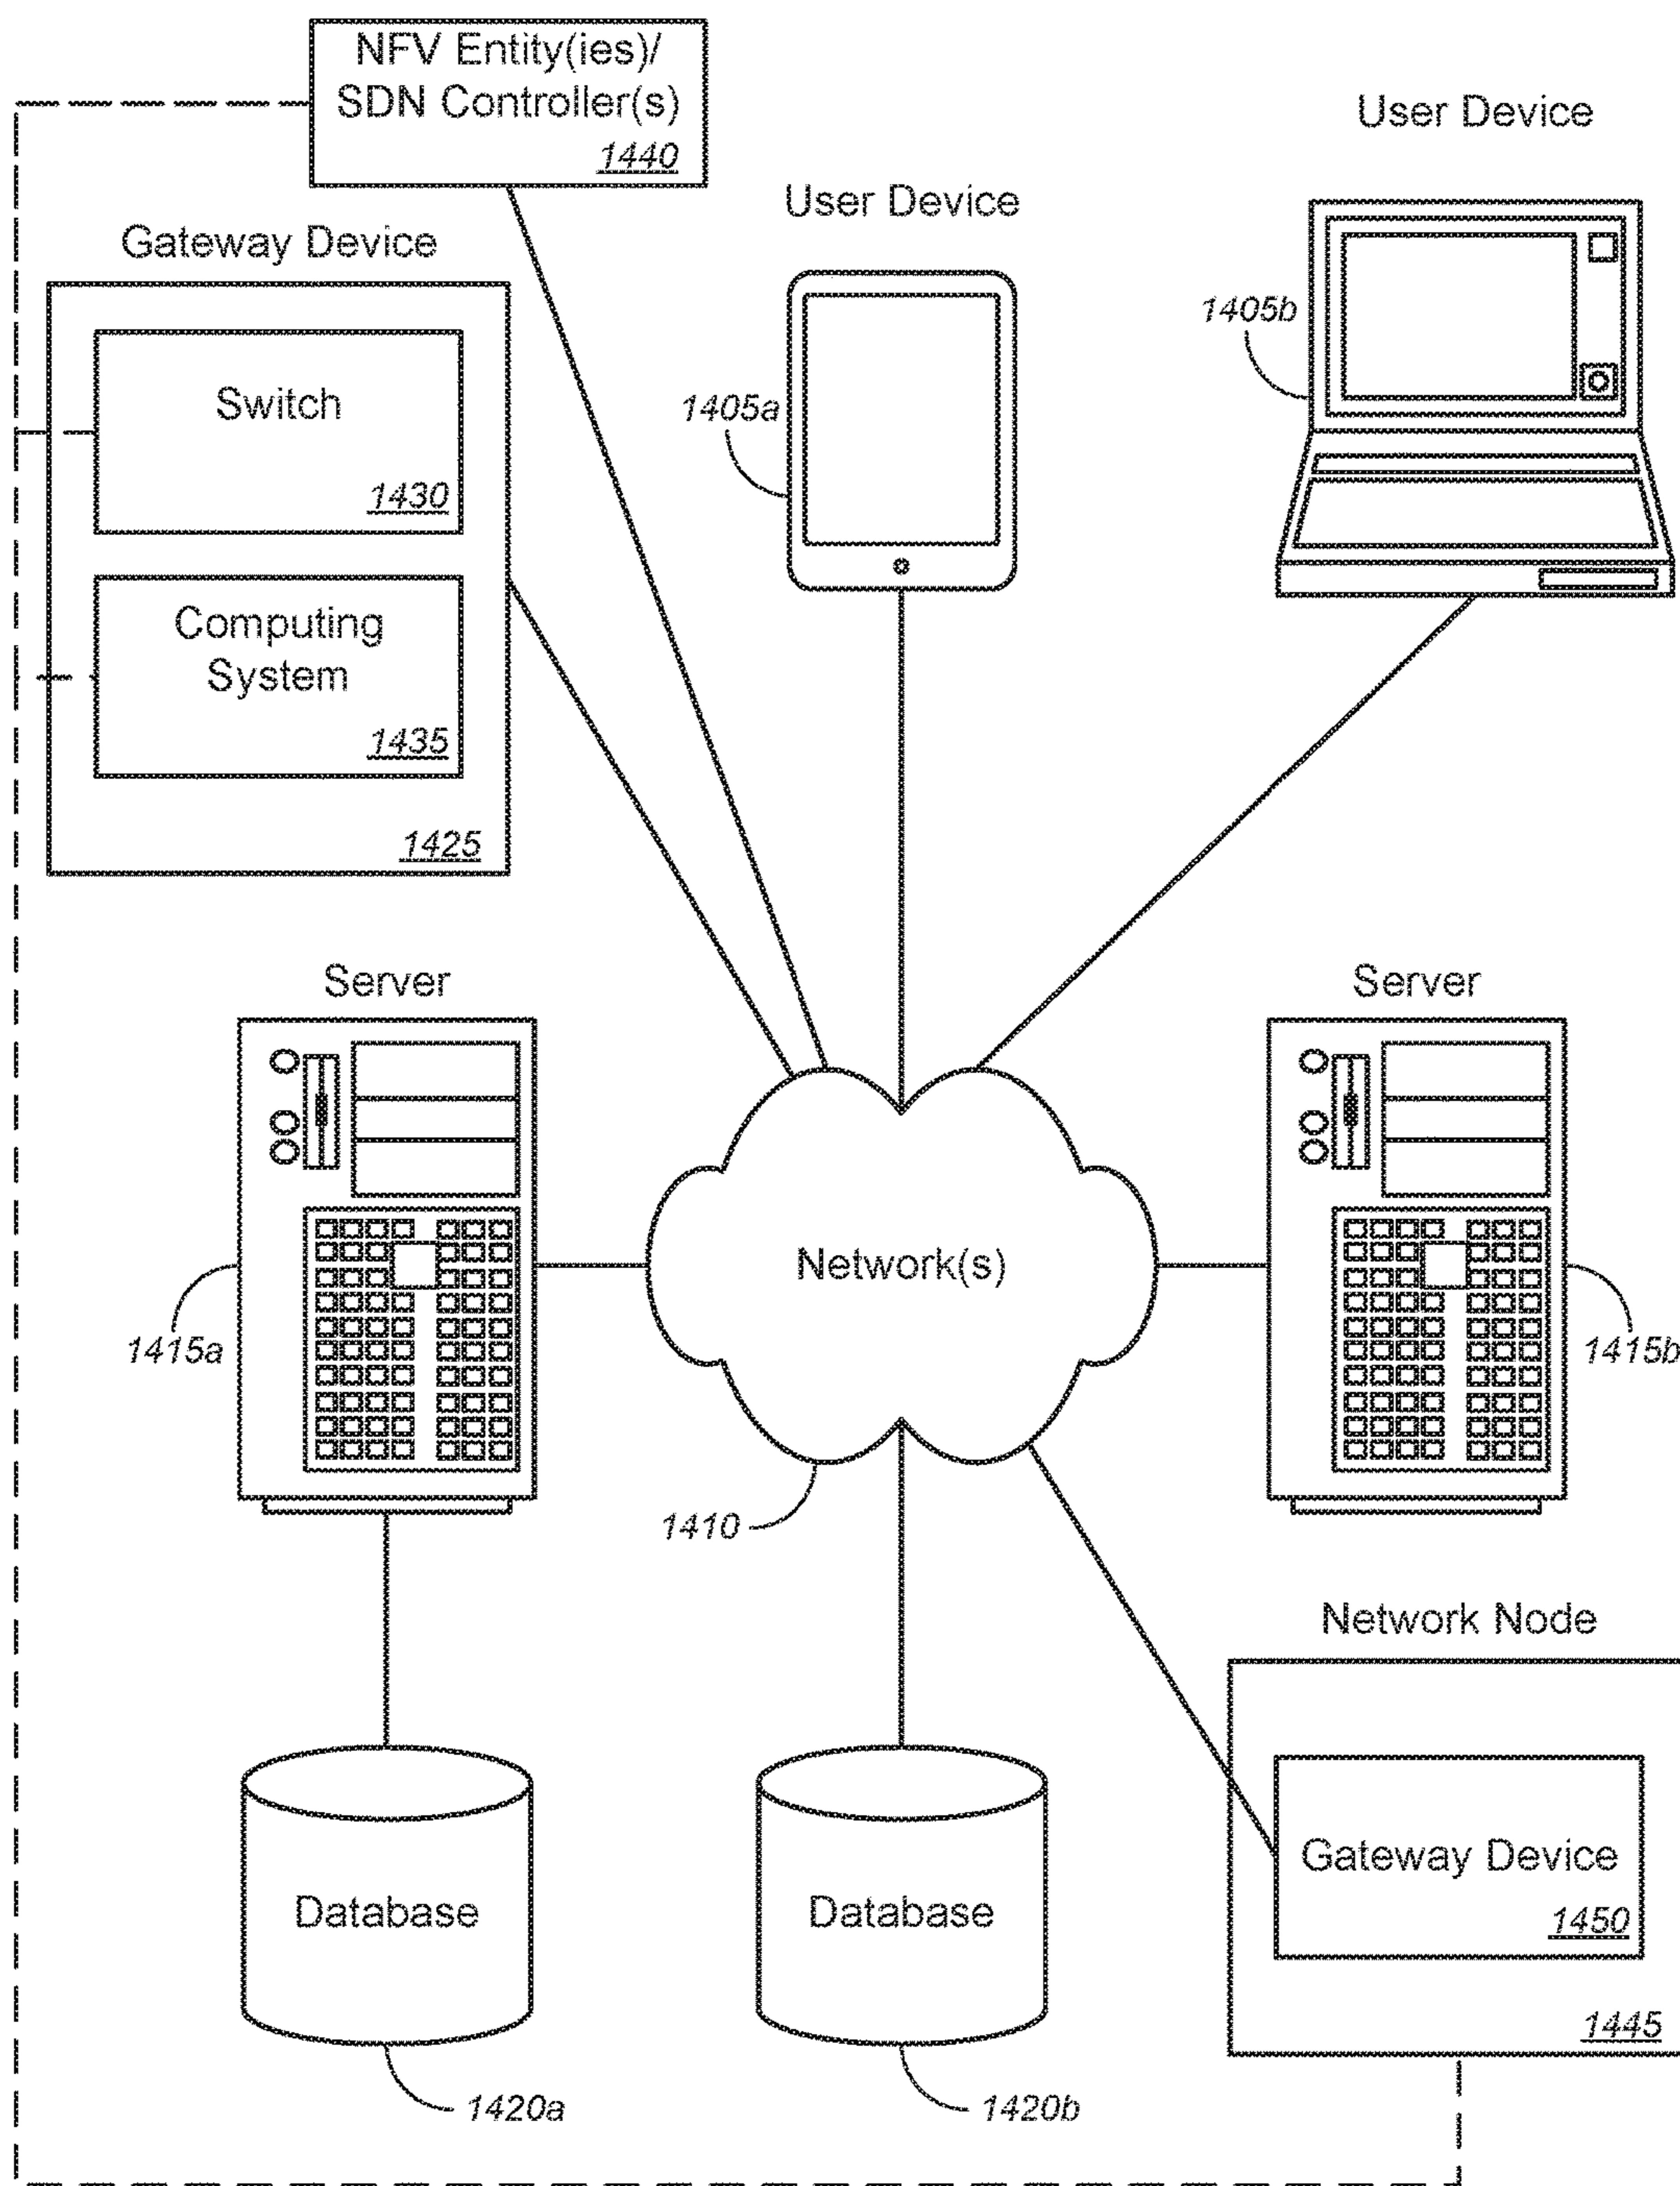 NFV Entity(ies)/
SDN Controller(s)
1440
User Device
User Device
Gateway Device
1405b
Switch
1405a
1430
Computing
System
1435
1425
Server
Server
Network(s)
1415a
1415b
1410
Network Node
Gateway Device
Database
Database
1450
1445
1420a
1420b